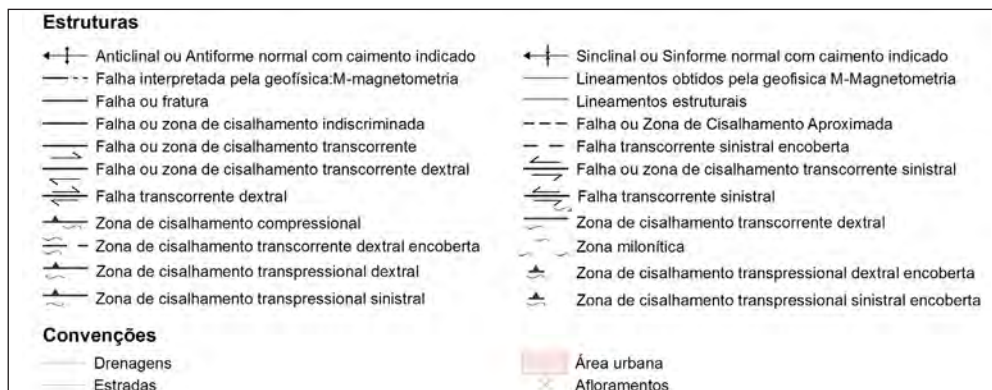 Estruturas
Anticlinal ou Antiforme normal com caimento indicado
Falha interpretada pela geofísica:M-magnetometria
Falha ou fratura
Falha ou zona de cisalhamento indiscriminada
Falha ou zona de cisalhamento transcorrente
Falha ou zona de cisalhamento transcorrente dextral
Falha transcorrente dextral
Zona de cisalhamento compressional
Zona de cisalhamento transcorrente dextral encoberta
Zona de cisalhamento transpressional dextral
Zona de cisalhamento transpressional sinistral
Sinclinal ou Sinforme normal com caimento indicado
Lineamentos obtidos pela geofisica M-Magnetometria
Lineamentos estruturais
Falha ou Zona de Cisalhamento Aproximada
Falha transcorrente sinistral encoberta
Falha ou zona de cisalhamento transcorrente sinistral
Falha transcorrente sinistral
Zona de cisalhamento transcorrente dextral
Zona milonítica
Zona de cisalhamento transpressional dextral encoberta
Zona de cisalhamento transpressional sinistral encoberta
Convenções
Drenagens
Estradas
Área urbana
Afloramentos